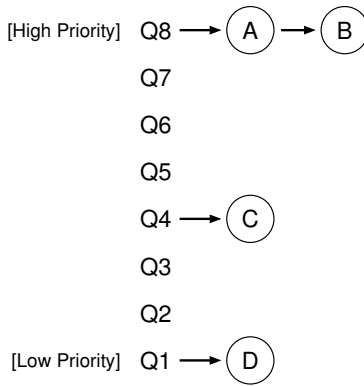 [High Priority] Q8 A B
Q7
Q6
Q5
Q4 C
Q3
Q2
[Low Priority] Q1 D